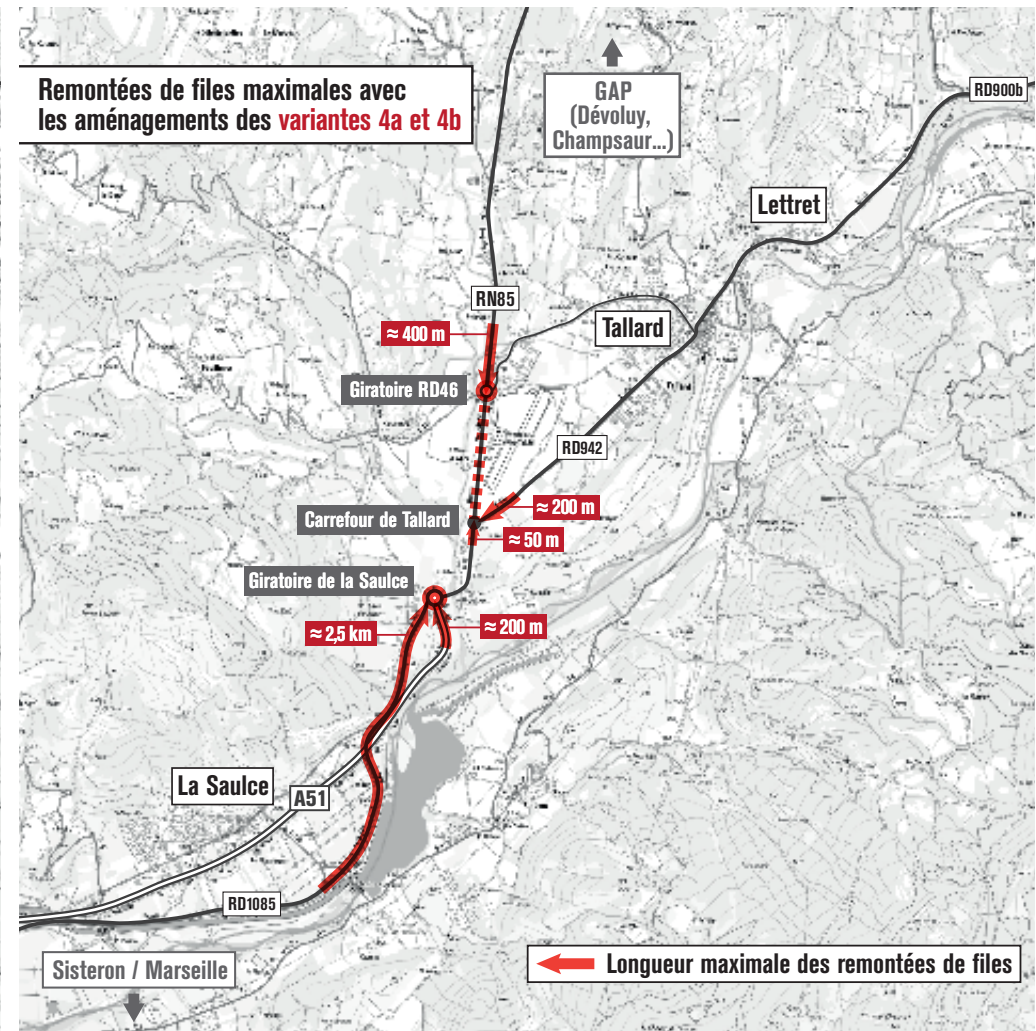 Remontées de files maximales avec
les aménagements des variantes 4a et 4b
GAP
(Dévoluy,
Champsaur...)
RD900b
Lettret
RN85
Tallard
≈ 400 m
Giratoire RD46
RD942
≈ 200 m
Carrefour de Tallard
≈ 50 m
Giratoire de la Saulce
≈ 2,5 km
≈ 200 m
La Saulce
A51
RD1085
Sisteron / Marseille
Longueur maximale des remontées de files